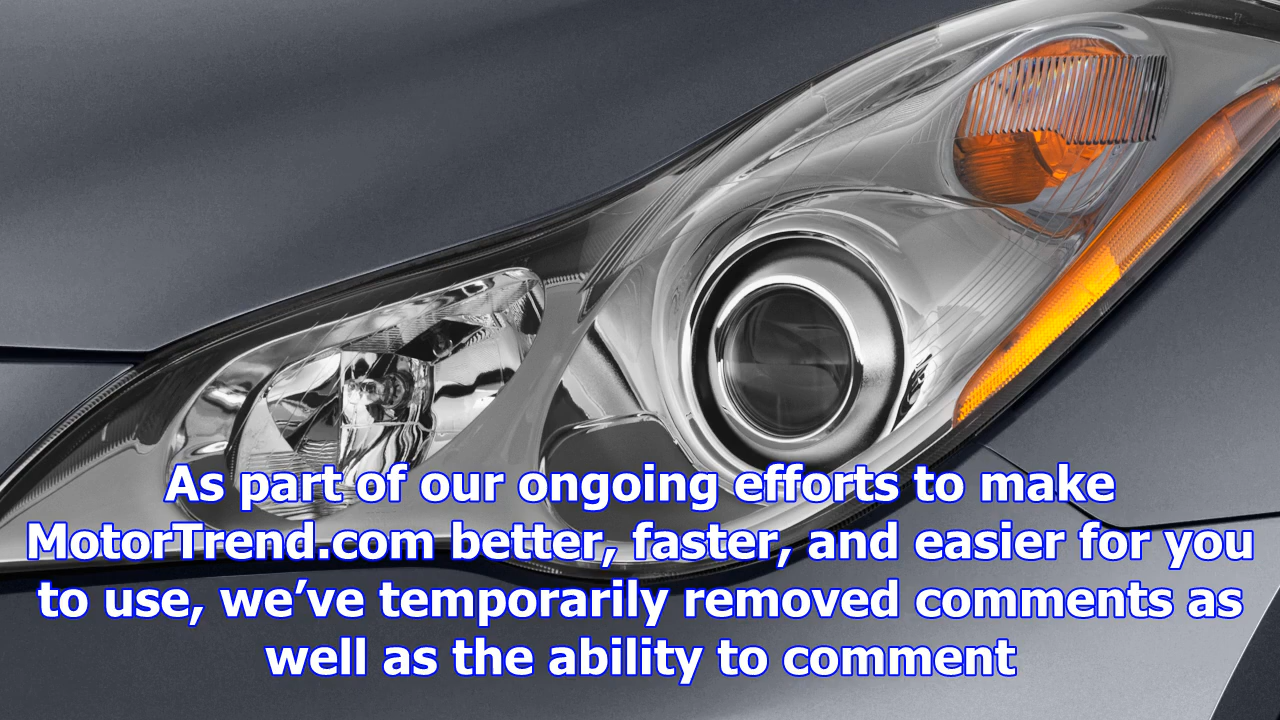 As part of our ongoing efforts to make
MotorTrend.com better, faster, and easier for you
to use, we’ve temporarily removed comments as
well as the ability to comment